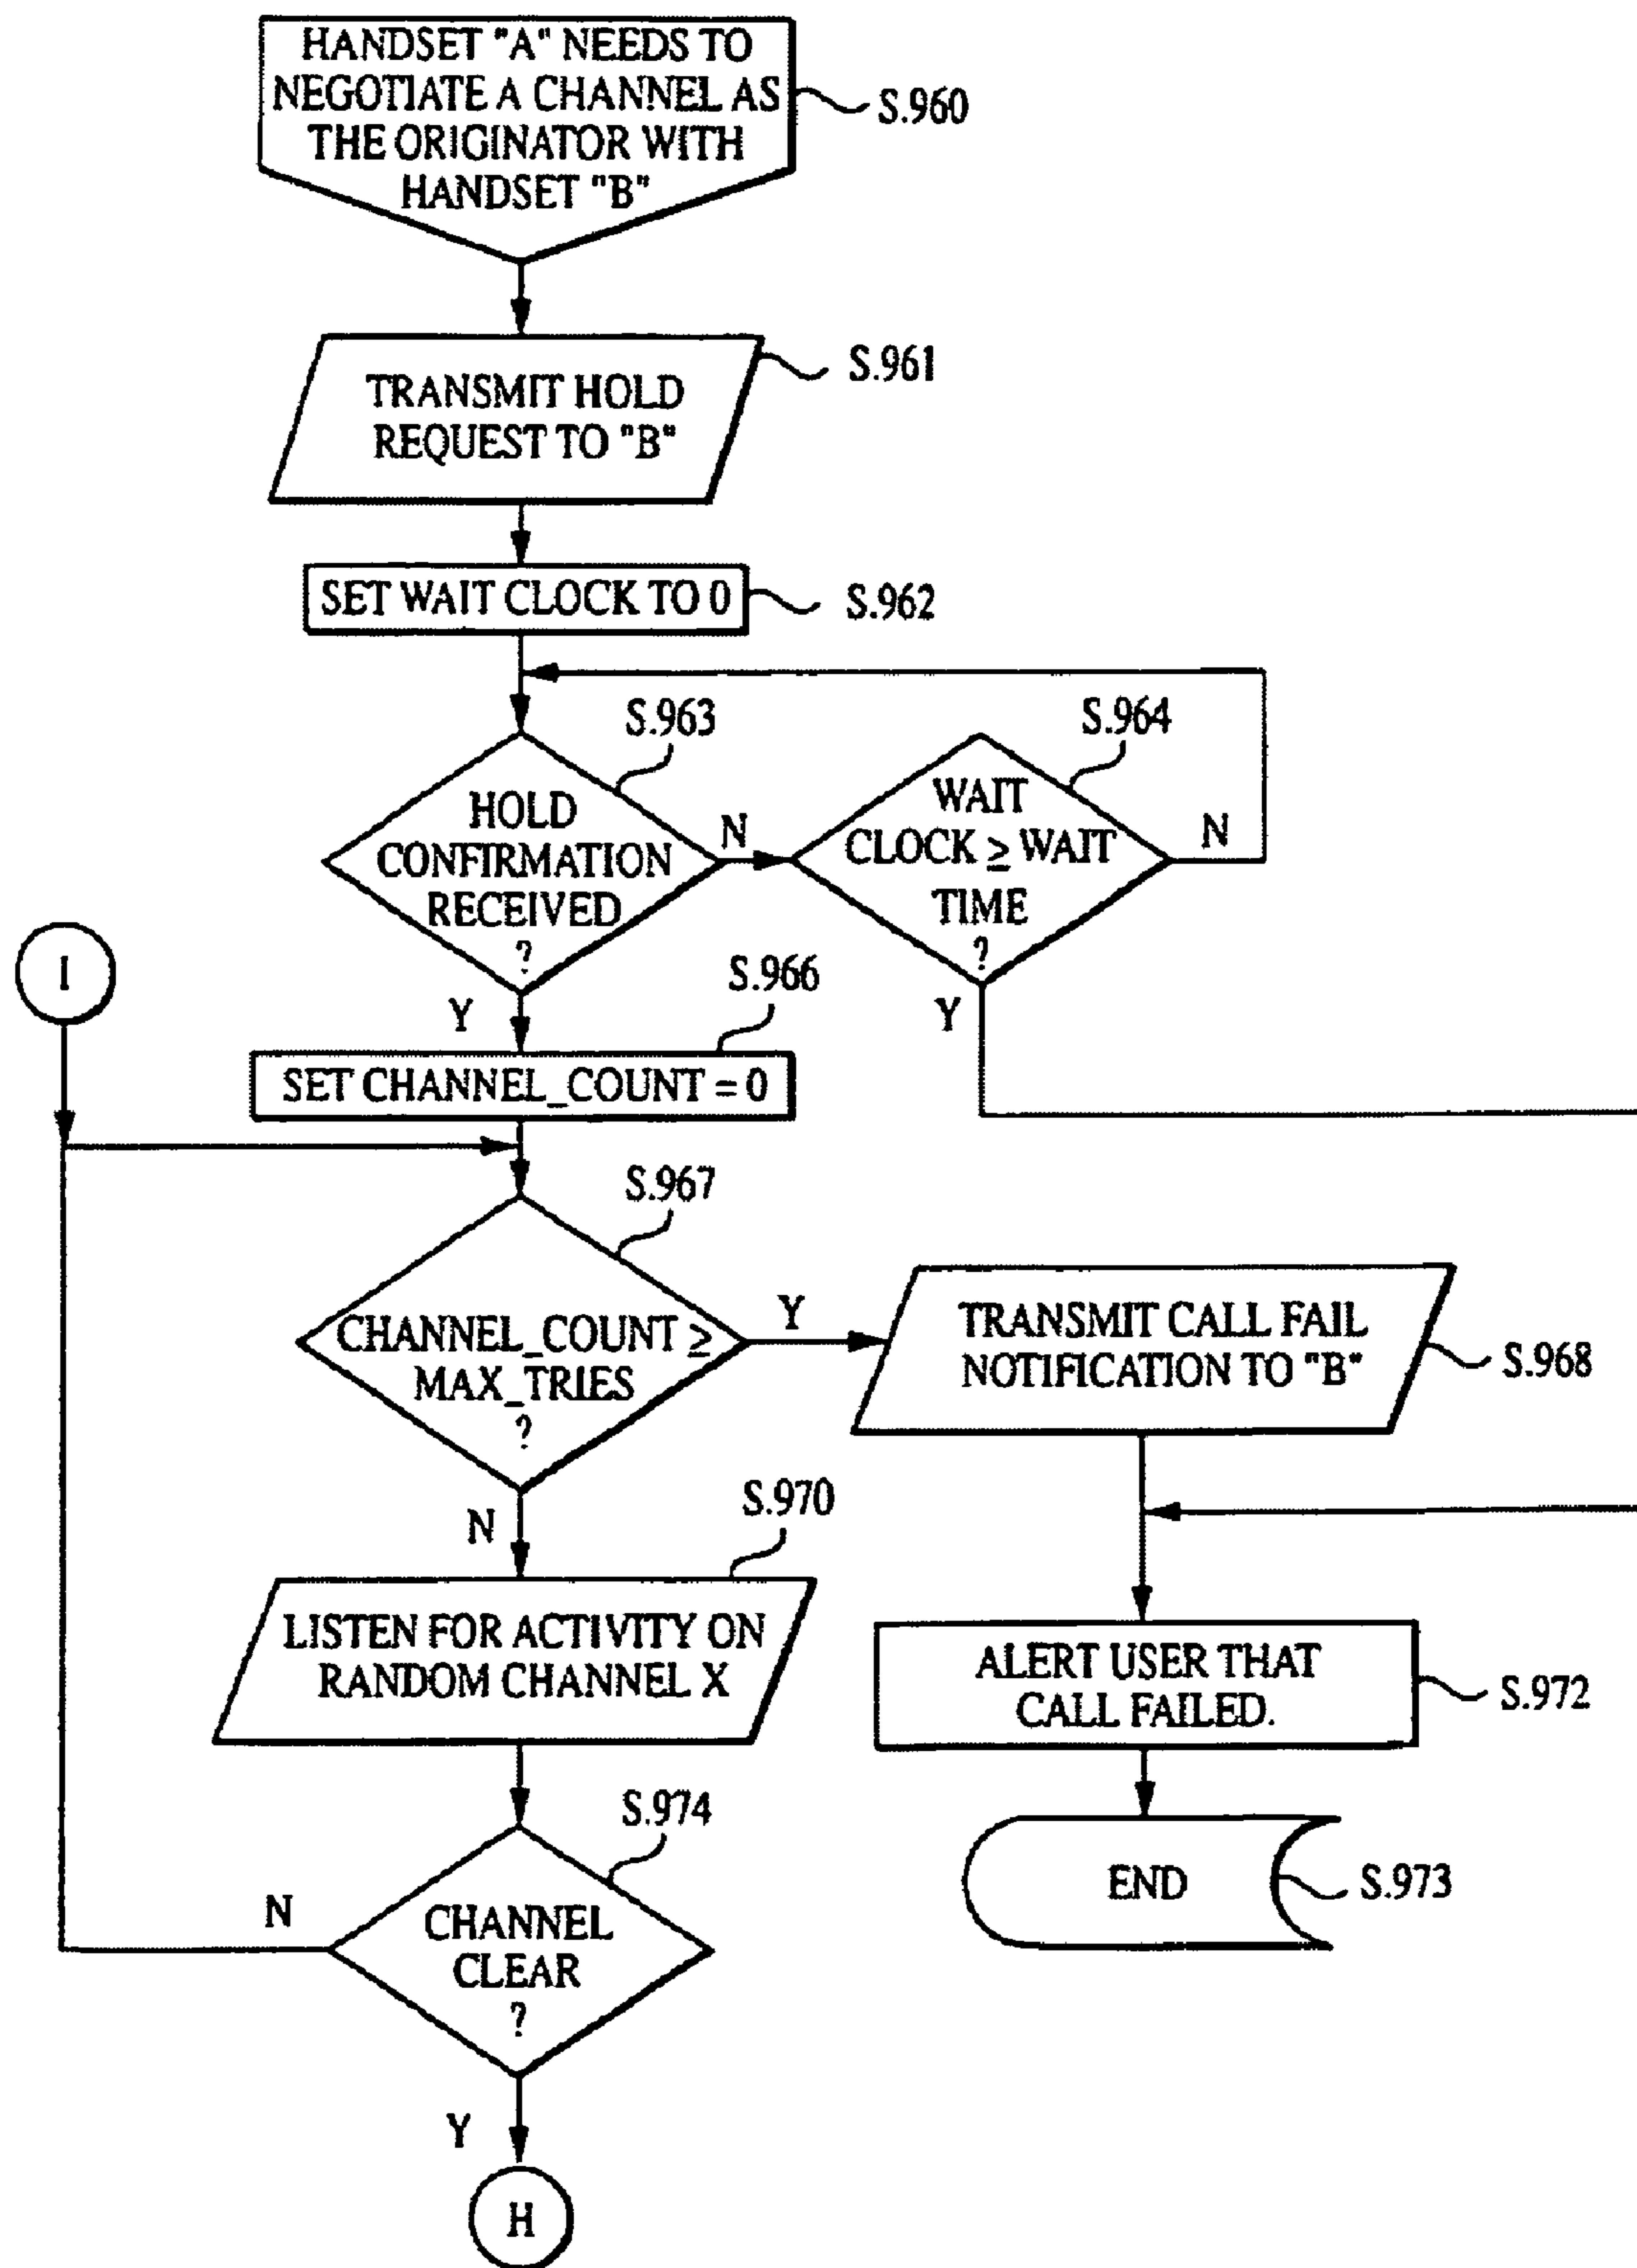 HANDSET "A" NEEDS TO
NEGOTIATE A CHANNEL AS
THE ORIGINATOR WITH
HANDSET "B"
S.960
TRANSMIT HOLD
REQUEST TO "B"
S.961
SET WAIT CLOCK TO 0
S.962
S.963
HOLD
CONFIRMATION
RECEIVED
?
N
Y
S.964
WAIT
CLOCK ≥ WAIT
TIME
?
N
Y
I
S.966
SET CHANNEL_COUNT = 0
S.967
CHANNEL_COUNT ≥
MAX_TRIES
?
Y
N
TRANSMIT CALL FAIL
NOTIFICATION TO "B"
S.968
S.970
LISTEN FOR ACTIVITY ON
RANDOM CHANNEL X
ALERT USER THAT
CALL FAILED.
S.972
S.974
CHANNEL
CLEAR
?
N
Y
END
S.973
H